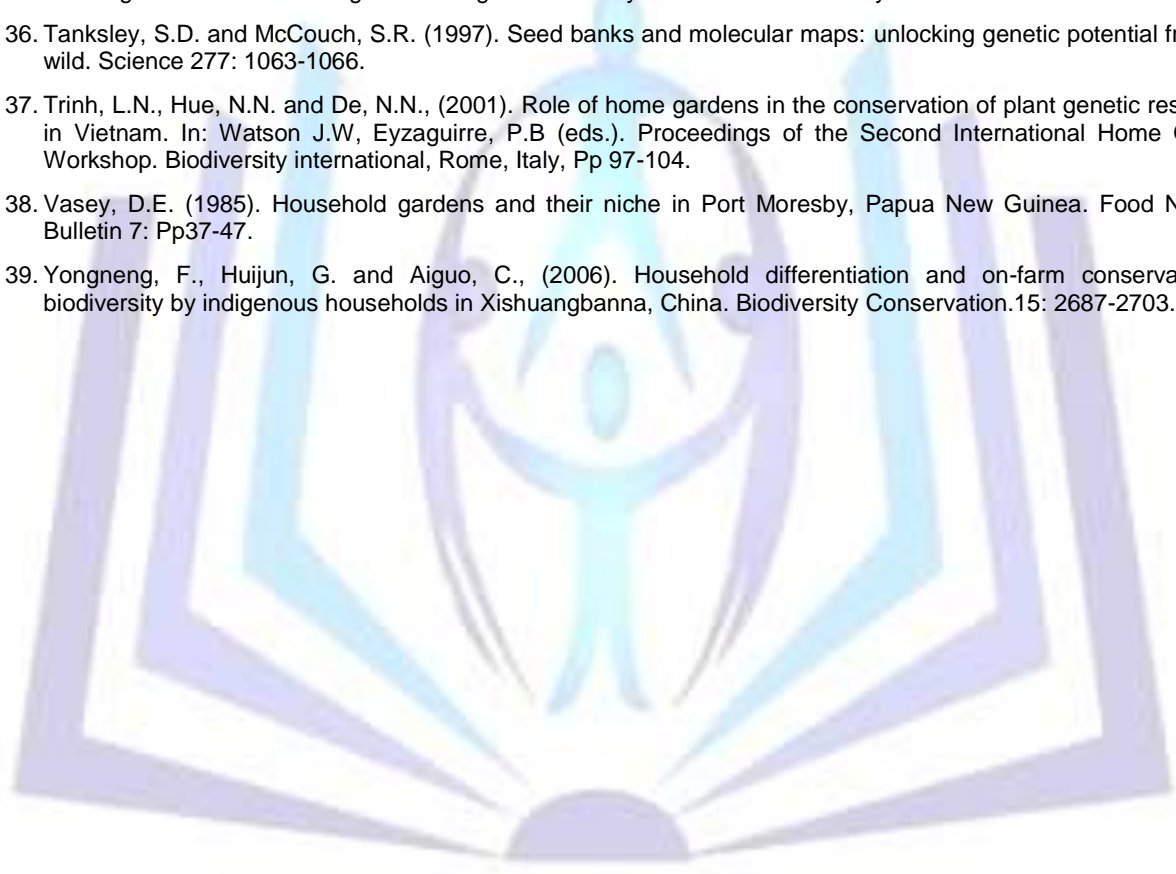 36. Tanksley, S.D. and McCouch, S.R. (1997). Seed banks and molecular maps: unlocking genetic potential
wild. Science 277: 1063-1066.
37. Trinh, L.N., Hue, N.N. and De, N.N., (2001). Role of home gardens in the conservation of plant genetic
in Vietnam. In: Watson J.W, Eyzaguirre, P.B (eds.). Proceedings of the Second International Home
Workshop. Biodiversity international, Rome, Italy, Pp 97-104.
38. Vasey, D.E. (1985). Household gardens and their niche in Port Moresby, Papua New Guinea. Food
Bulletin 7: Pp37-47.
39. Yongneng, F., Huijun, G. and Aiguo, C., (2006). Household differentiation and on-farm
biodiversity by indigenous households in Xishuangbanna, China. Biodiversity Conservation.15: 2687-2703.